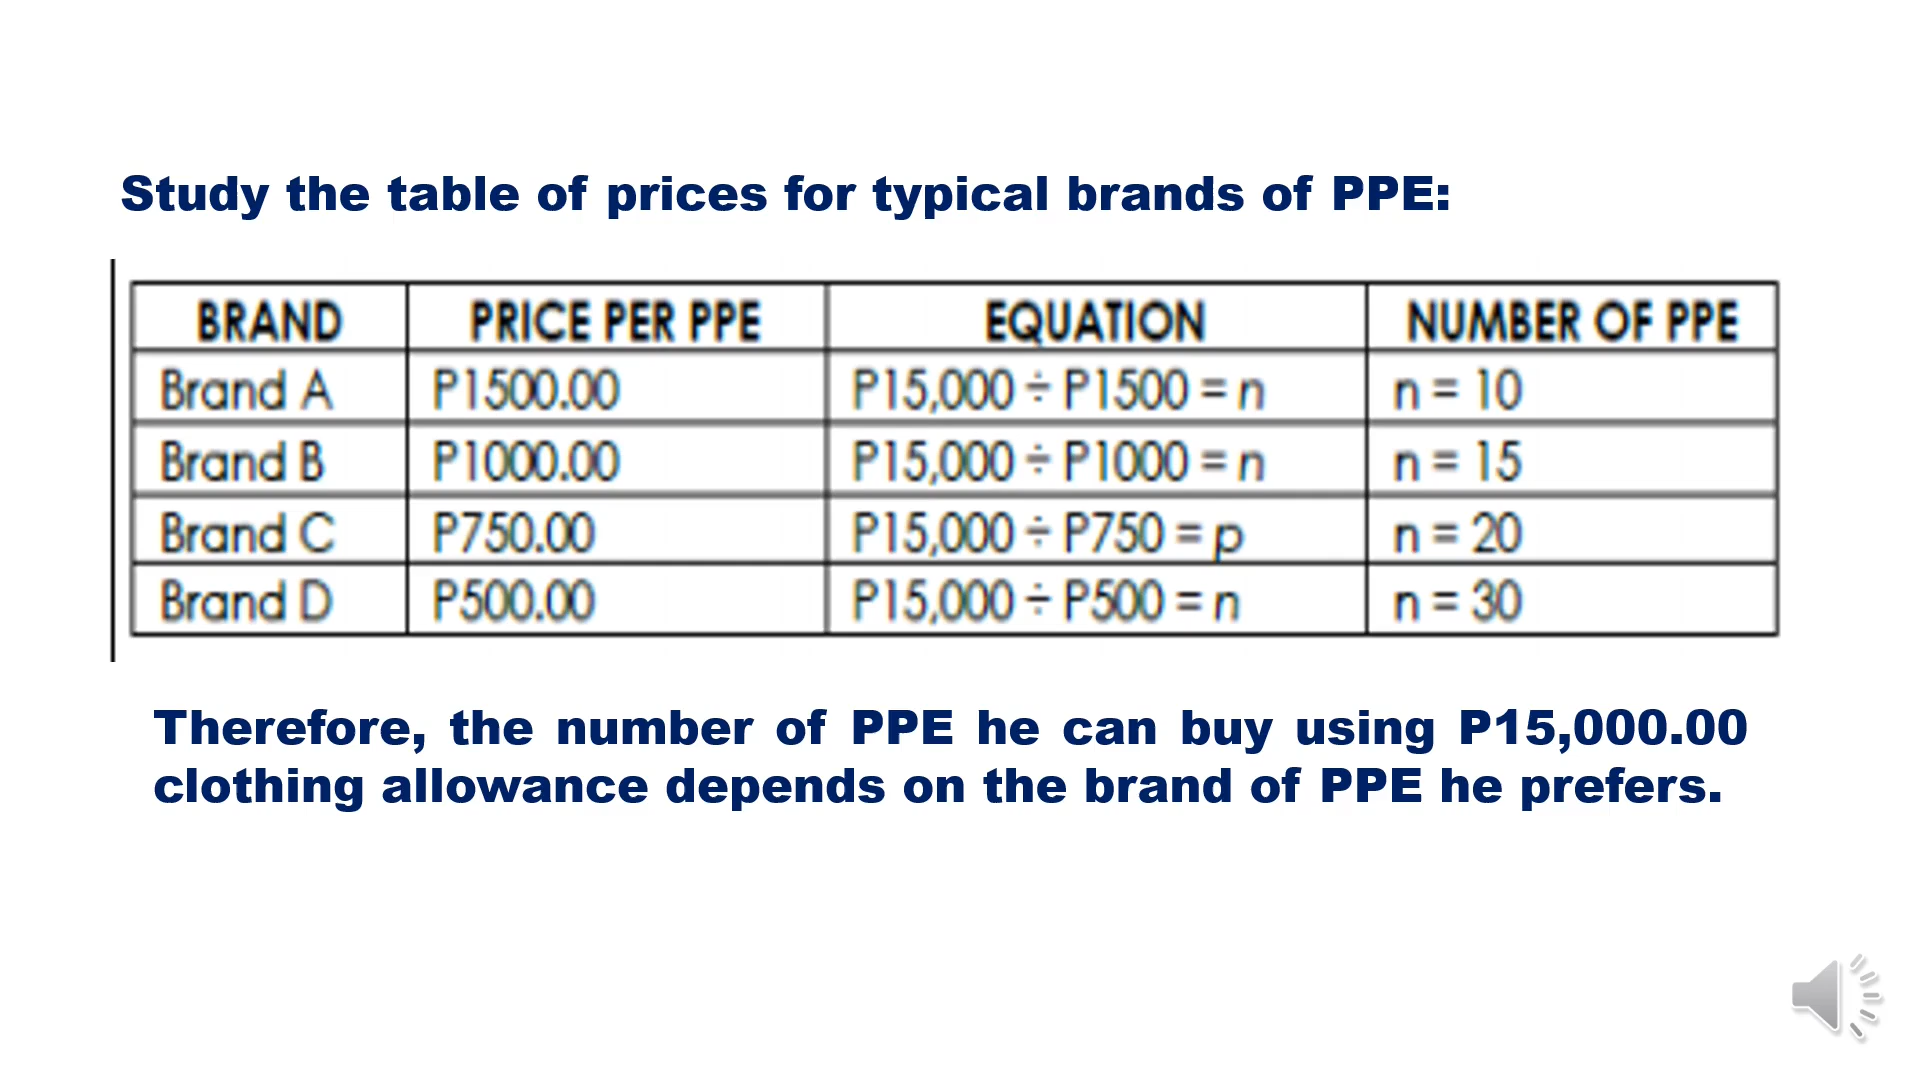 Study the table of prices for typical brands of PPE:
BRAND PRICE PER PPE EQUATION NUMBER OF PPE
Brand A P1500.00 P15,000 ÷ P1500 = n n = 10
Brand B P1000.00 P15,000 ÷ P1000 = n n = 15
Brand C P750.00 P15,000 ÷ P750 = p n = 20
Brand D P500.00 P15,000 ÷ P500 = n n = 30
Therefore, the number of PPE he can buy using P15,000.00
clothing allowance depends on the brand of PPE he prefers.